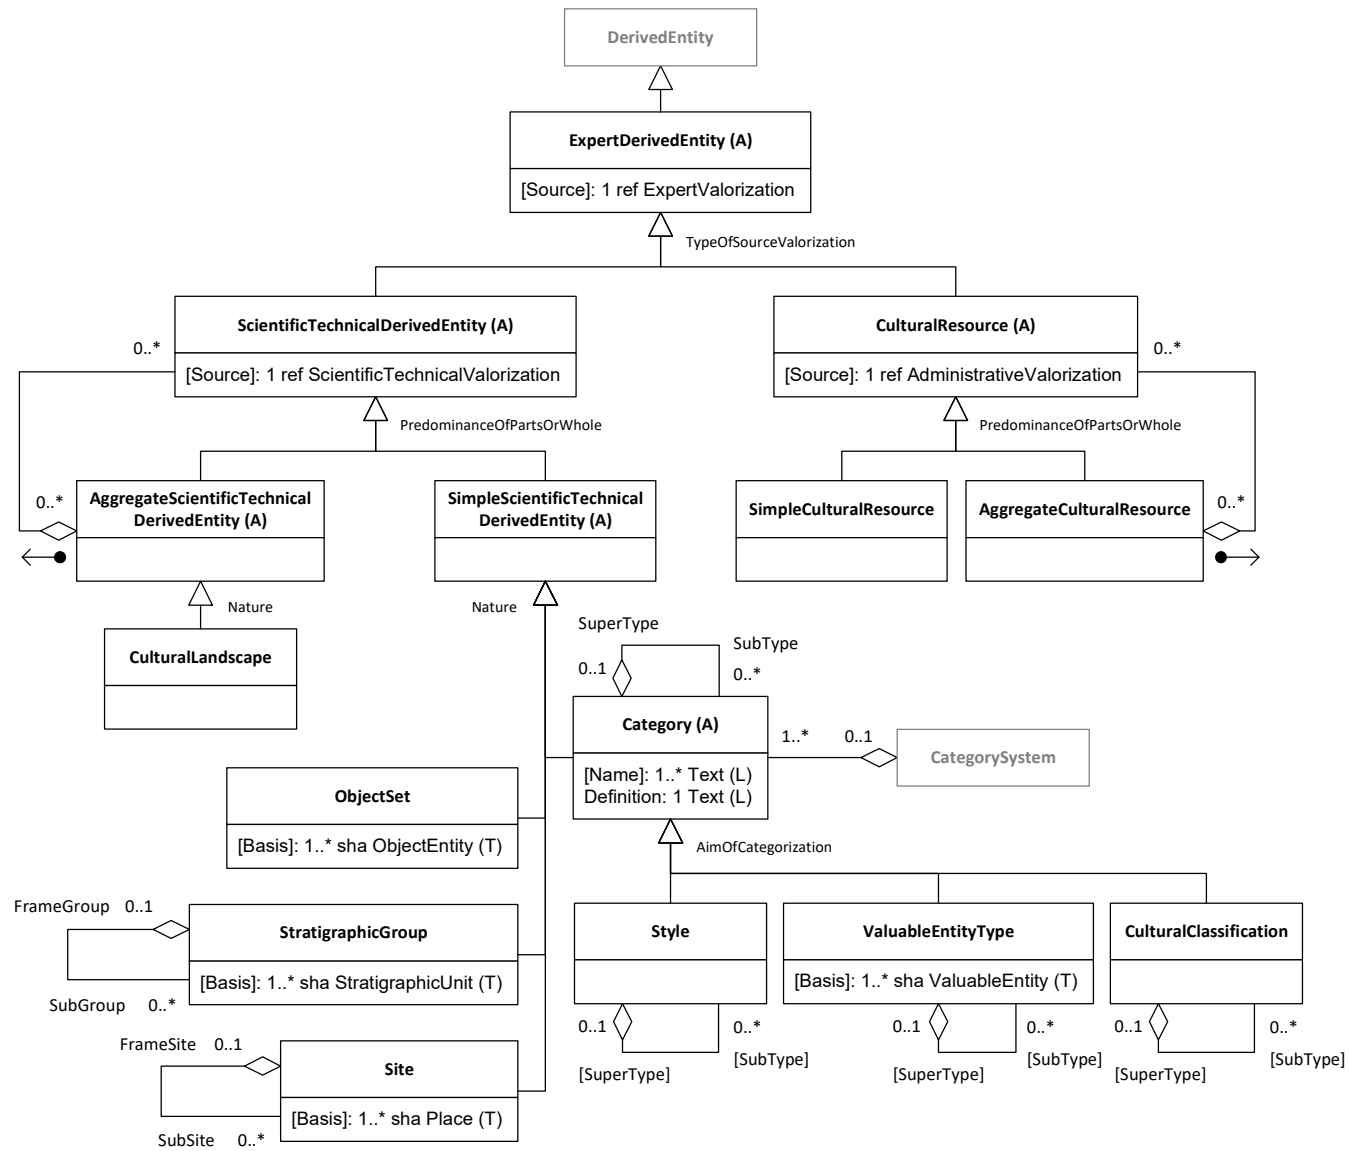 DerivedEntity
ExpertDerivedEntity (A)
[Source]: 1 ref ExpertValorization
TypeOfSourceValorization
ScientificTechnicalDerivedEntity (A)
[Source]: 1 ref ScientificTechnicalValorization
0..*
CulturalResource (A)
[Source]: 1 ref AdministrativeValorization
0..*
PredominanceOfPartsOrWhole
PredominanceOfPartsOrWhole
0..*
AggregateScientificTechnical
DerivedEntity (A)
SimpleScientificTechnical
DerivedEntity (A)
SimpleCulturalResource
AggregateCulturalResource
0..*
Nature
Nature
CulturalLandscape
SuperType
SubType
0..1
0..*
Category (A)
[Name]: 1..* Text (L)
Definition: 1 Text (L)
1..*
0..1
CategorySystem
ObjectSet
[Basis]: 1..* sha ObjectEntity (T)
AimOfCategorization
FrameGroup
0..1
StratigraphicGroup
[Basis]: 1..* sha StratigraphicUnit (T)
SubGroup
0..*
Style
0..1
0..*
[SuperType]
[SubType]
ValuableEntityType
[Basis]: 1..* sha ValuableEntity (T)
0..1
0..*
[SuperType]
[SubType]
CulturalClassification
0..1
0..*
[SuperType]
[SubType]
FrameSite
0..1
Site
[Basis]: 1..* sha Place (T)
SubSite
0..*